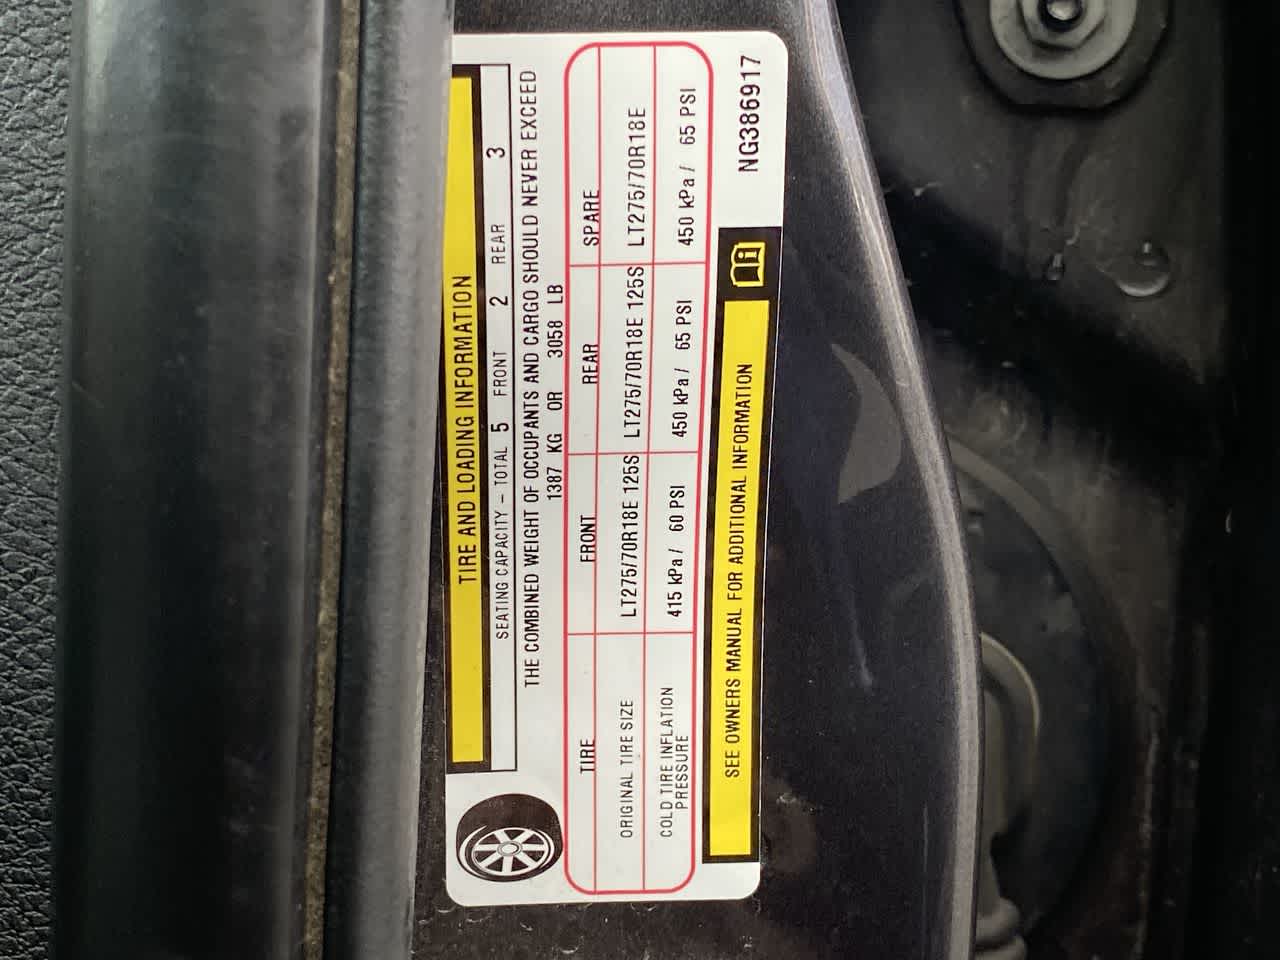 TIRE AND LOADING INFORMATION
SEATING CAPACITY – TOTAL 5 FRONT 2 REAR 3
THE COMBINED WEIGHT OF OCCUPANTS AND CARGO SHOULD NEVER EXCEED
1387 KG OR 3058 LB
TIRE FRONT REAR SPARE
ORIGINAL TIRE SIZE LT275/70R18E 125S LT275/70R18E 125S LT275/70R18E
COLD TIRE INFLATION PRESSURE 415 kPa / 60 PSI 450 kPa / 65 PSI 450 kPa / 65 PSI
SEE OWNERS MANUAL FOR ADDITIONAL INFORMATION
NG386917